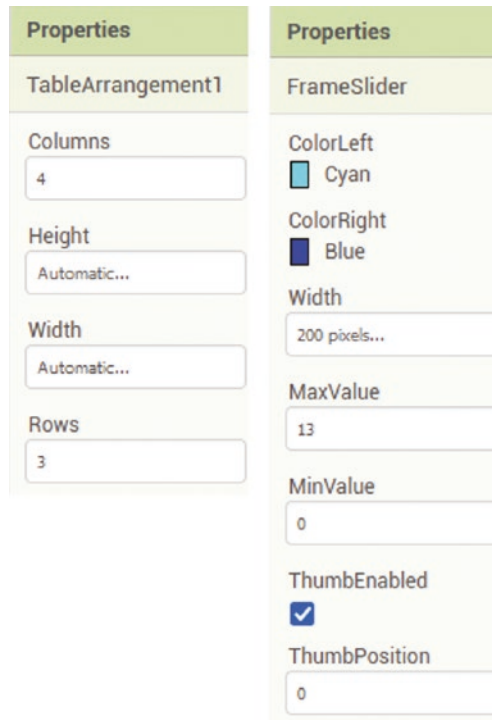 Properties
TableArrangement1
Columns
4
Height
Automatic...
Width
Automatic...
Rows
3
Properties
FrameSlider
ColorLeft
Cyan
ColorRight
Blue
Width
200 pixels...
MaxValue
13
MinValue
0
ThumbEnabled
ThumbPosition
0